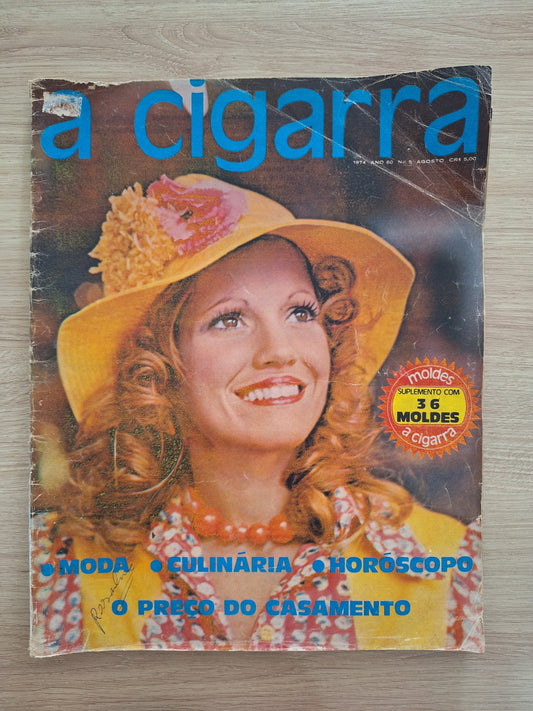 a cigarra
1974 ANO 60 Nº 5 AGOSTO CR$ 5,00
moldes
SUPLEMENTO COM
36
MOLDES
a cigarra
• MODA • CULINÁRIA • HORÓSCOPO
O PREÇO DO CASAMENTO